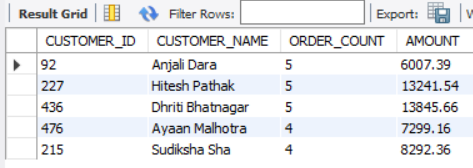 Result Grid Filter Rows: Export: W
CUSTOMER_ID CUSTOMER_NAME ORDER_COUNT AMOUNT
92 Anjali Dara 5 6007.39
227 Hitesh Pathak 5 13241.54
436 Dhriti Bhatnagar 5 13845.66
476 Ayaan Malhotra 4 7299.16
215 Sudiksha Sha 4 8292.36